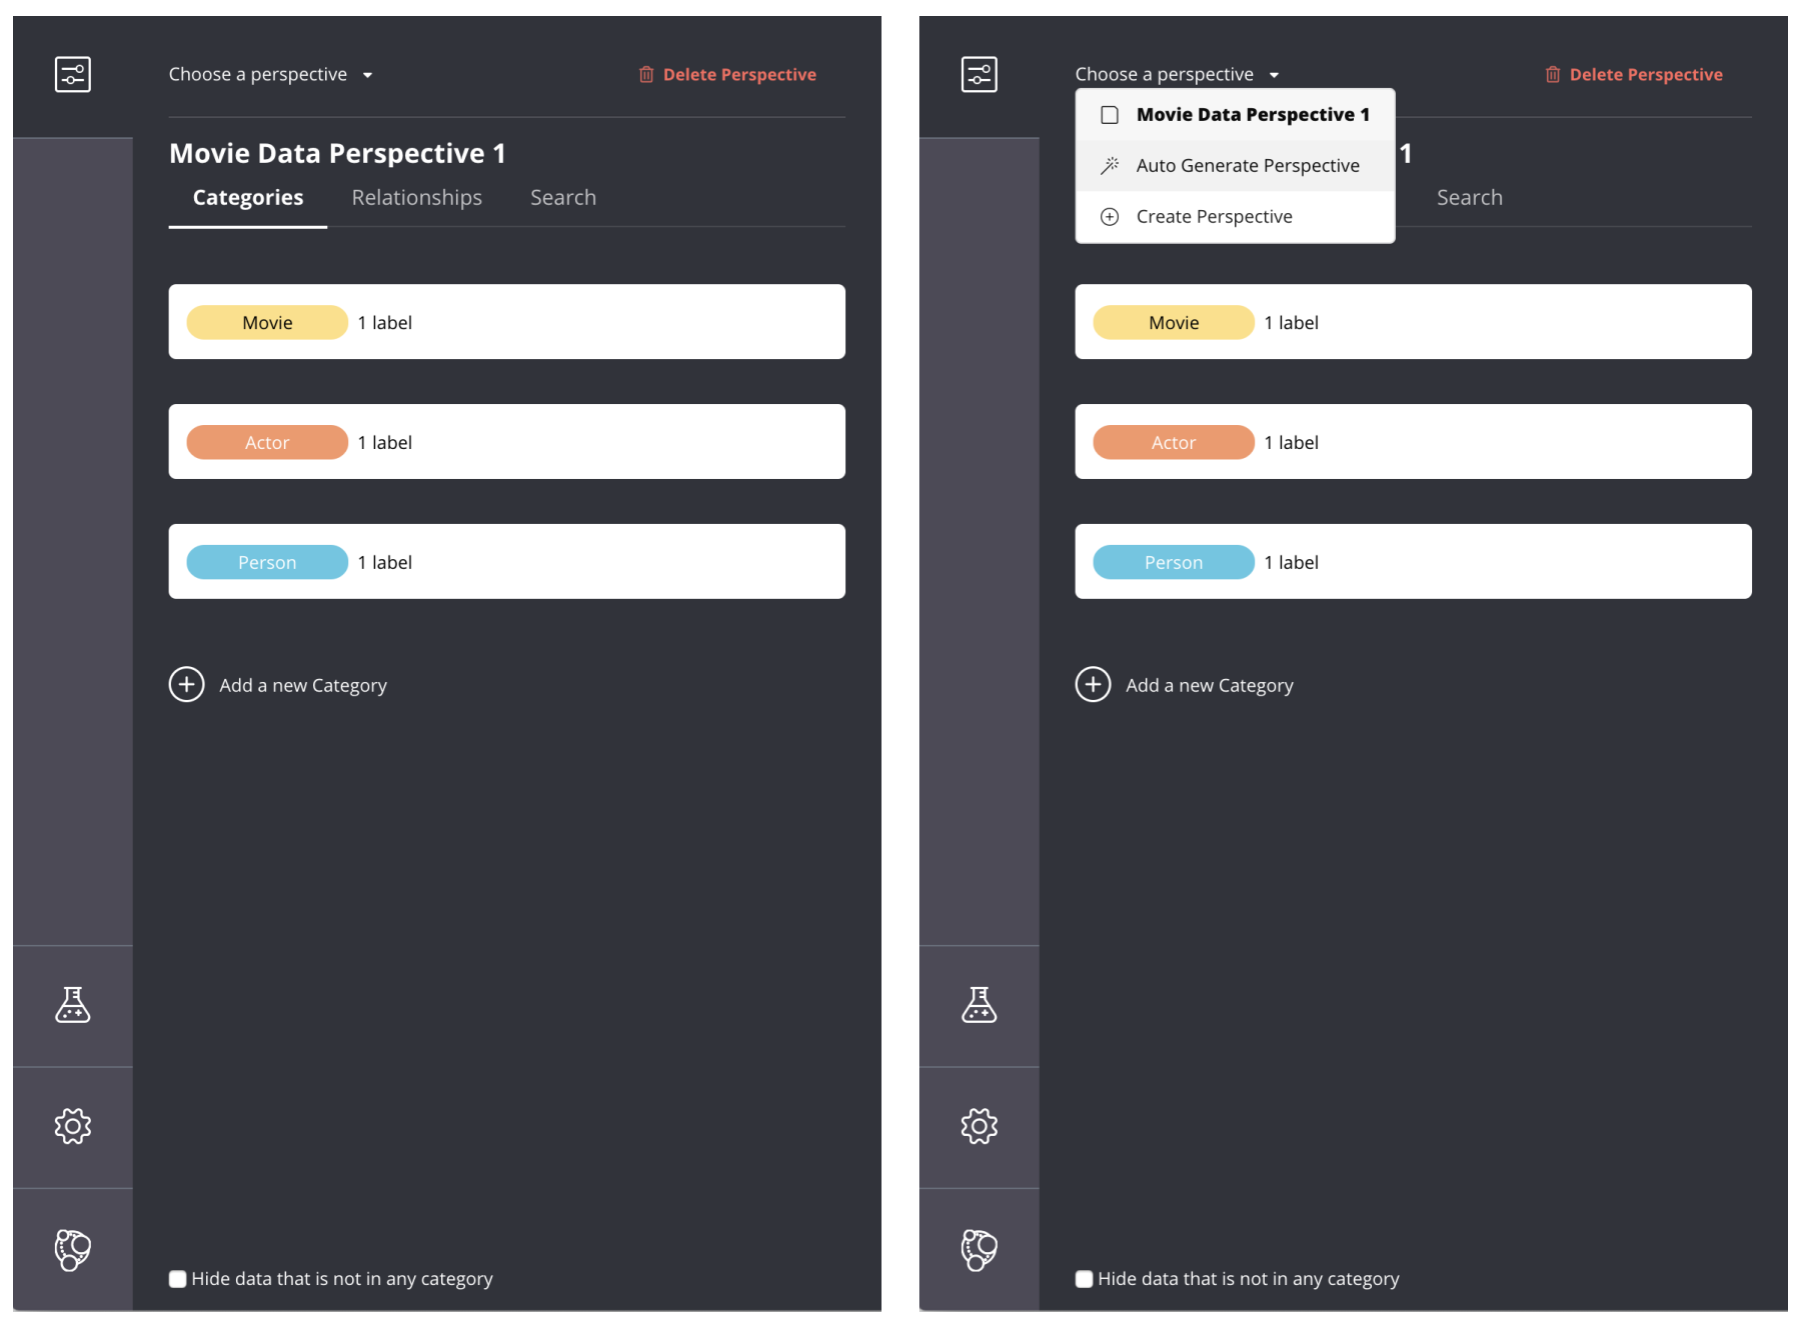 Choose a perspective
Delete Perspective
Movie Data Perspective 1
Categories Relationships Search
Movie 1 label
Actor 1 label
Person 1 label
Add a new Category
Hide data that is not in any category
Choose a perspective
Delete Perspective
Movie Data Perspective 1
Auto Generate Perspective
Create Perspective
1
Search
Movie 1 label
Actor 1 label
Person 1 label
Add a new Category
Hide data that is not in any category